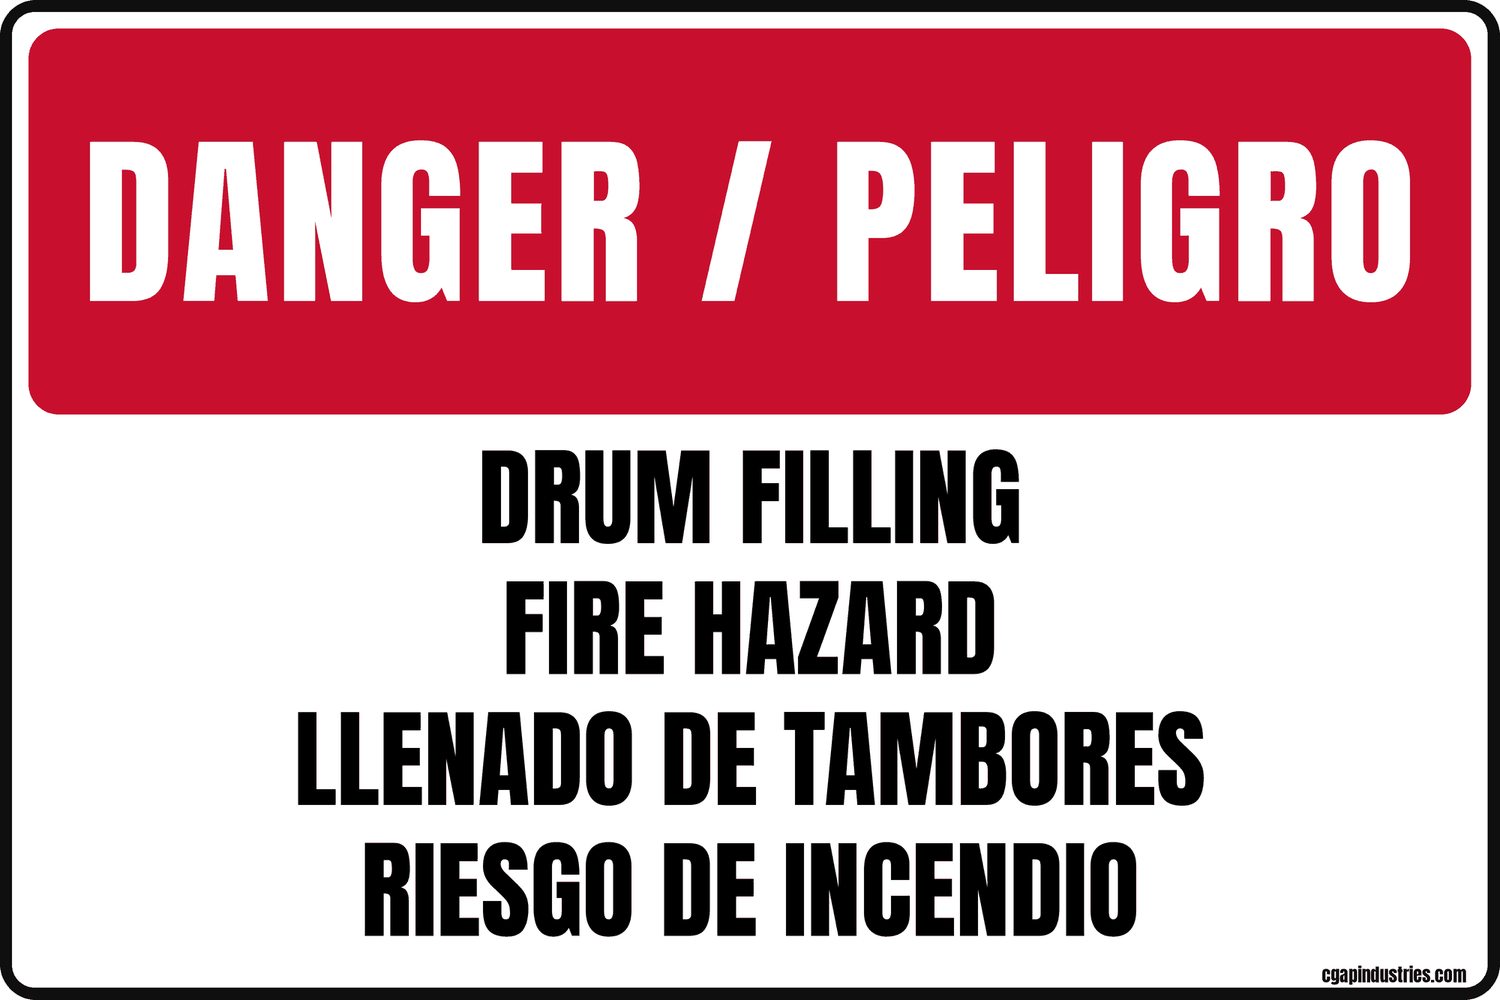 DANGER / PELIGRO
DRUM FILLING
FIRE HAZARD
LLENADO DE TAMBORES
RIESGO DE INCENDIO
cgapindustries.com